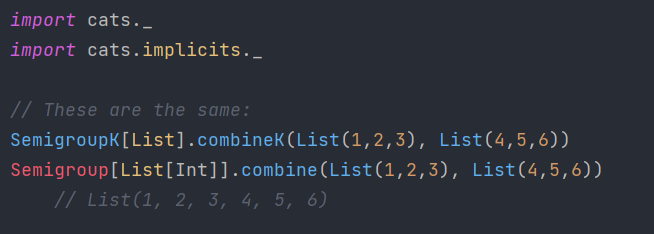 import cats._
import cats.implicits._
// These are the same:
SemigroupK[List].combineK(List(1,2,3), List(4,5,6))
Semigroup[List[Int]].combine(List(1,2,3), List(4,5,6))
// List(1, 2, 3, 4, 5, 6)